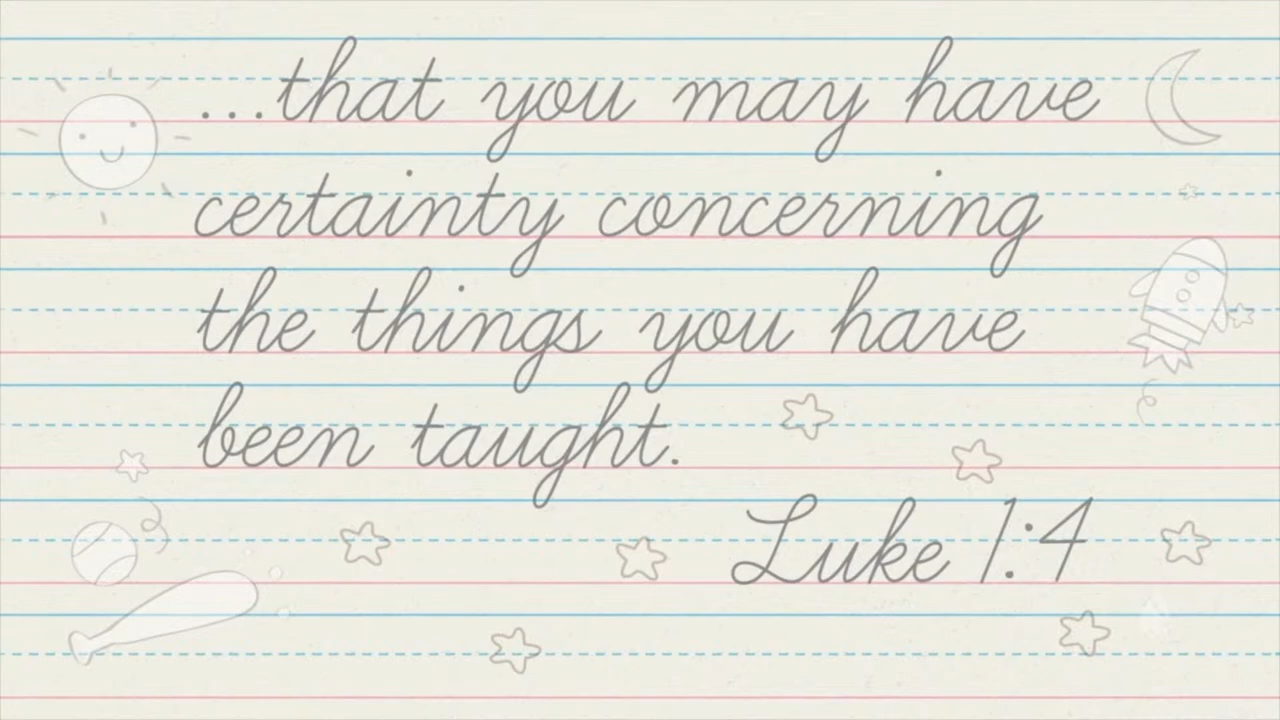 ...that you may have
certainty concerning
the things you have
been taught.
Luke 1:4